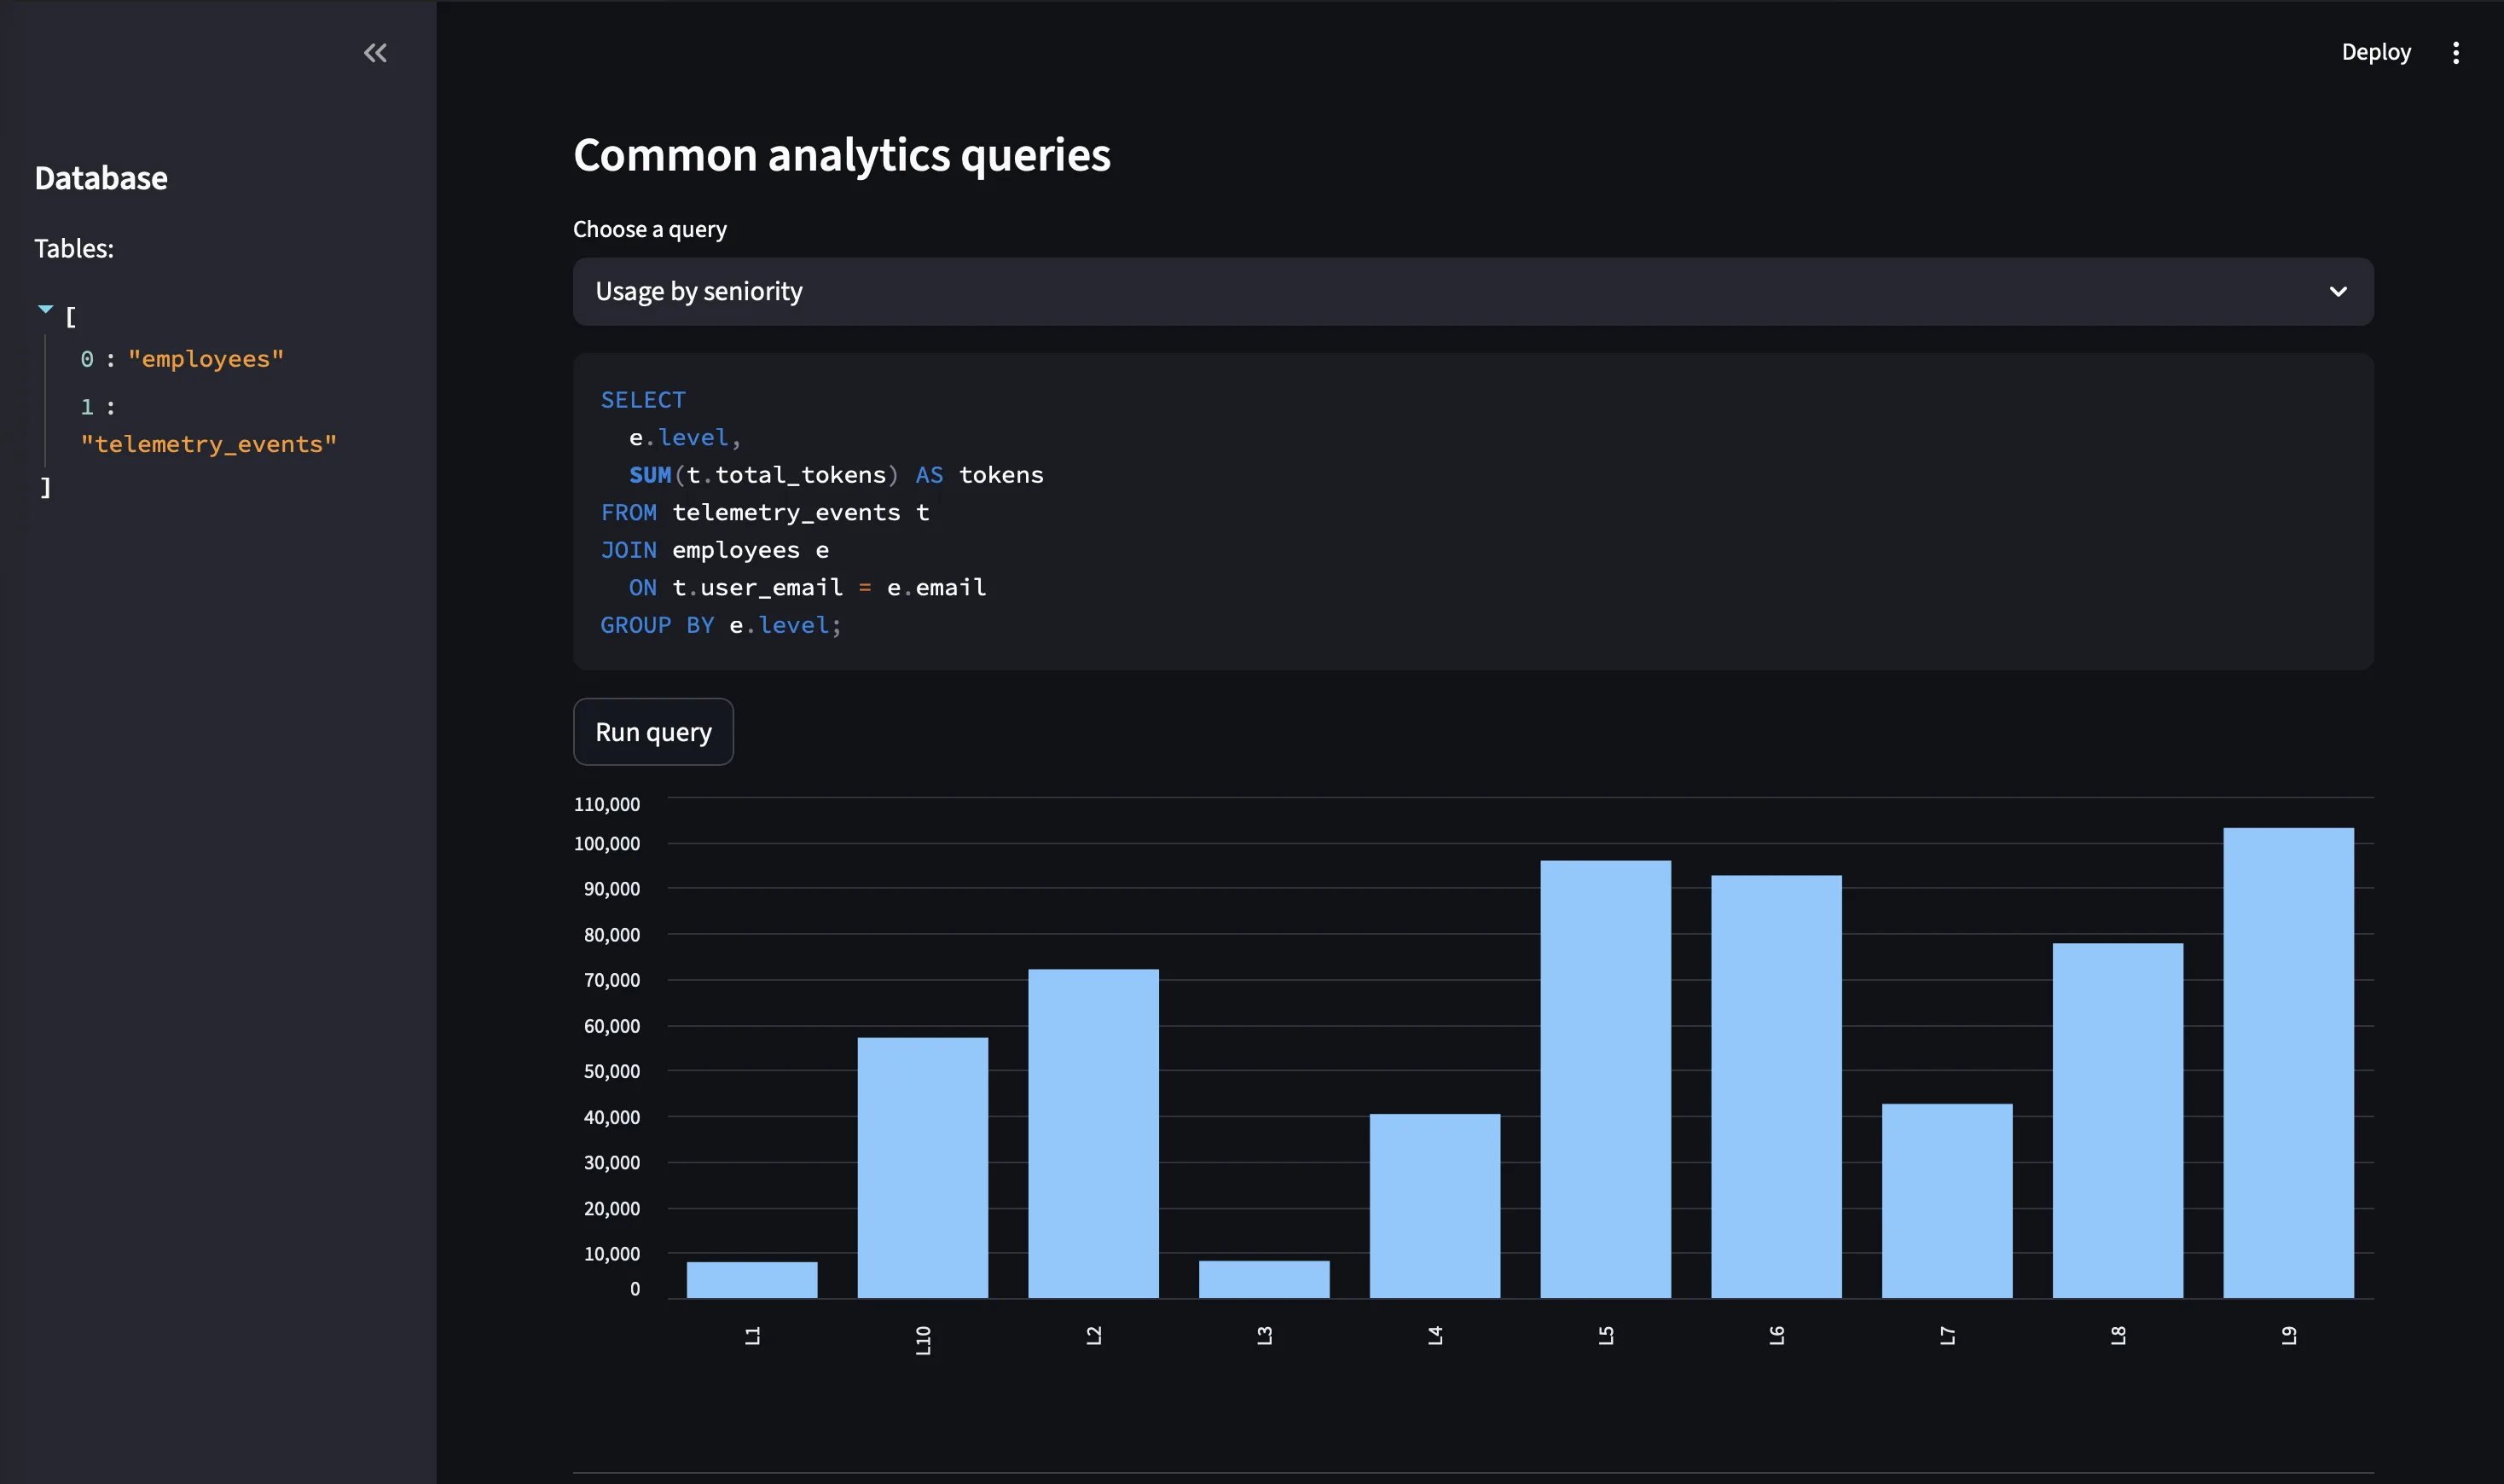 Deploy
Database
Tables:
[
0 : "employees"
1 :
"telemetry_events"
]
Common analytics queries
Choose a query
Usage by seniority
SELECT
  e.level,
  SUM(t.total_tokens) AS tokens
FROM telemetry_events t
JOIN employees e
  ON t.user_email = e.email
GROUP BY e.level;
Run query
110,000
100,000
90,000
80,000
70,000
60,000
50,000
40,000
30,000
20,000
10,000
0
L1
L10
L2
L3
L4
L5
L6
L7
L8
L9